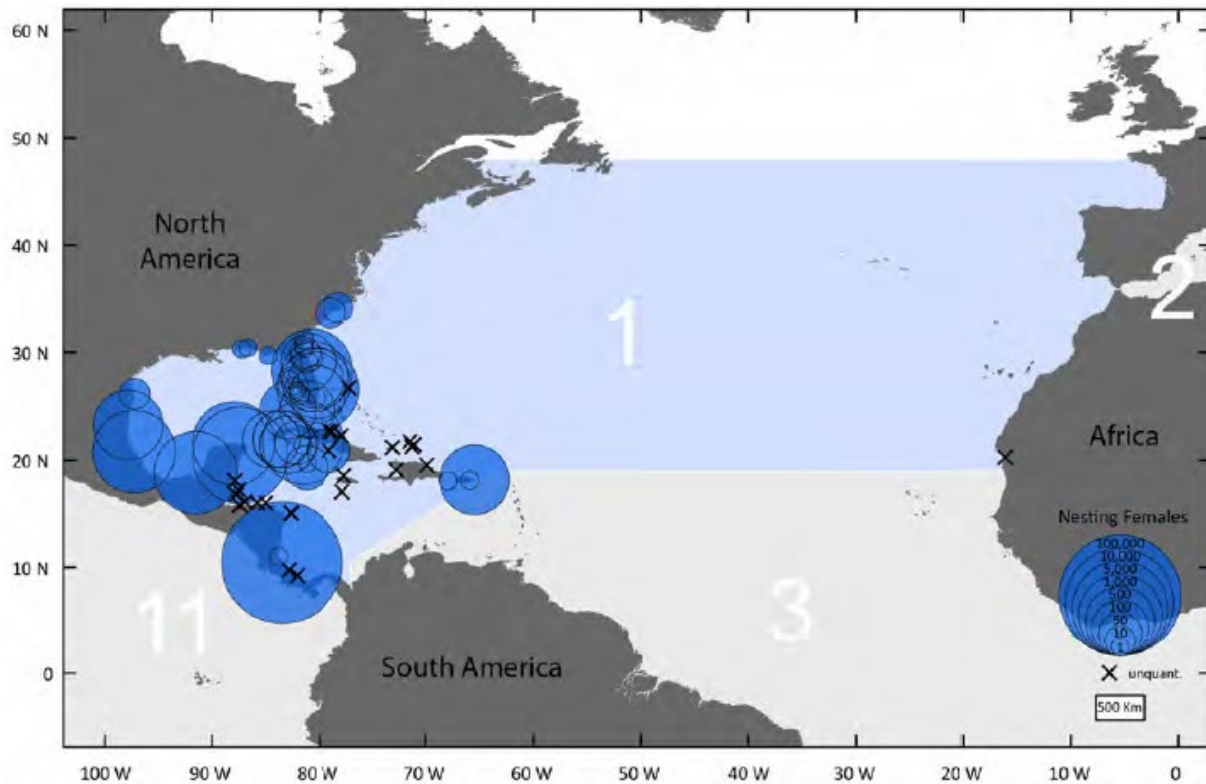 60 N
50 N
40 N
30 N
20 N
10 N
0
North
America
1
2
Africa
11
3
South America
Nesting Females
100,000
10,000
5,000
1,000
500
100
50
10
1
unquant.
500 Km
100 W
90 W
80 W
70 W
60 W
50 W
40 W
30 W
20 W
10 W
0